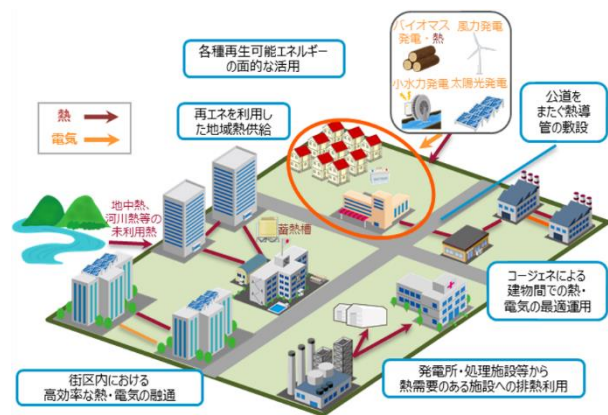 各種再生可能エネルギー
の面的な活用
バイオマス
発電・熱
風力発電
小水力発電
太陽光発電
公道を
またぐ熱導
管の敷設
熱
電気
再エネを利用し
た地域熱供給
地中熱、
河川熱等の
未利用熱
蓄熱槽
コージェネによる
建物間での熱・
電気の最適運用
街区内における
高効率な熱・電気の融通
発電所・処理施設等から
熱需要のある施設への排熱利用